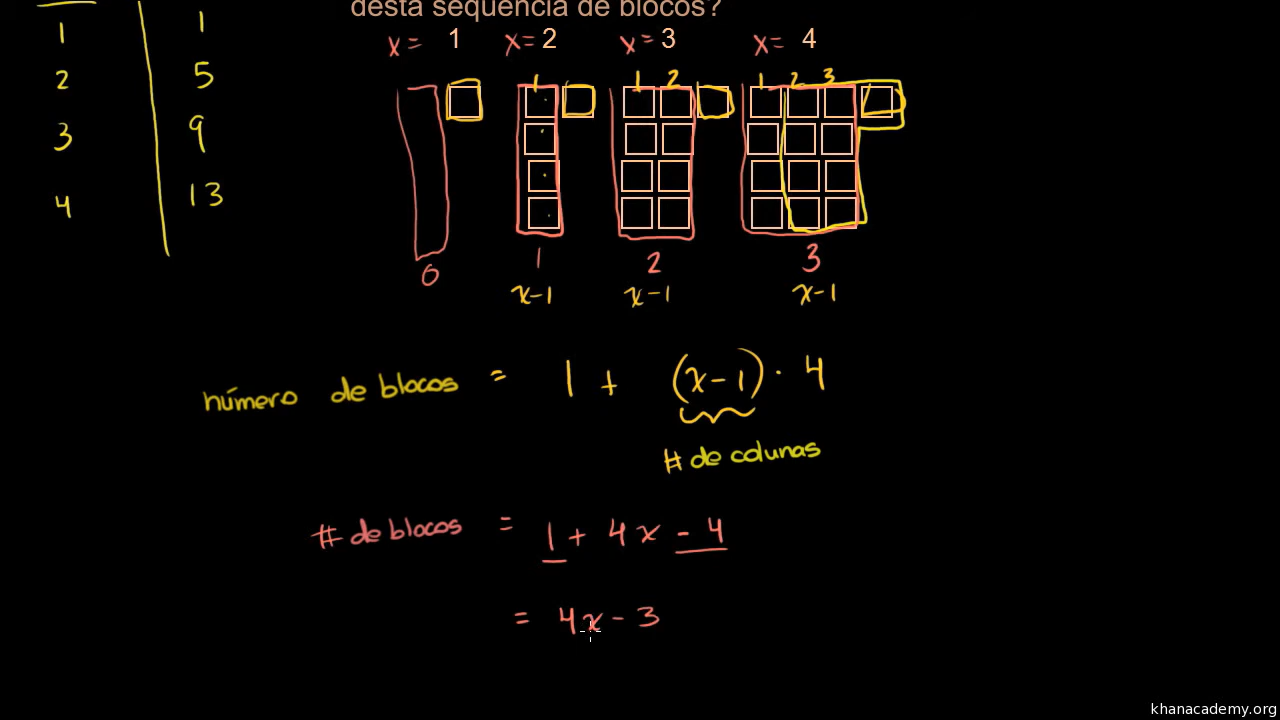 desta sequência de blocos?
x = 1 x = 2 x = 3 x = 4
1 1
2 5
3 9
4 13
1 1 2 1 2 3
0 1 2 3
x-1 x-1 x-1
número de blocos = 1 + (x-1) · 4
# de colunas
# de blocos = 1 + 4x - 4
= 4x - 3
khanacademy.org